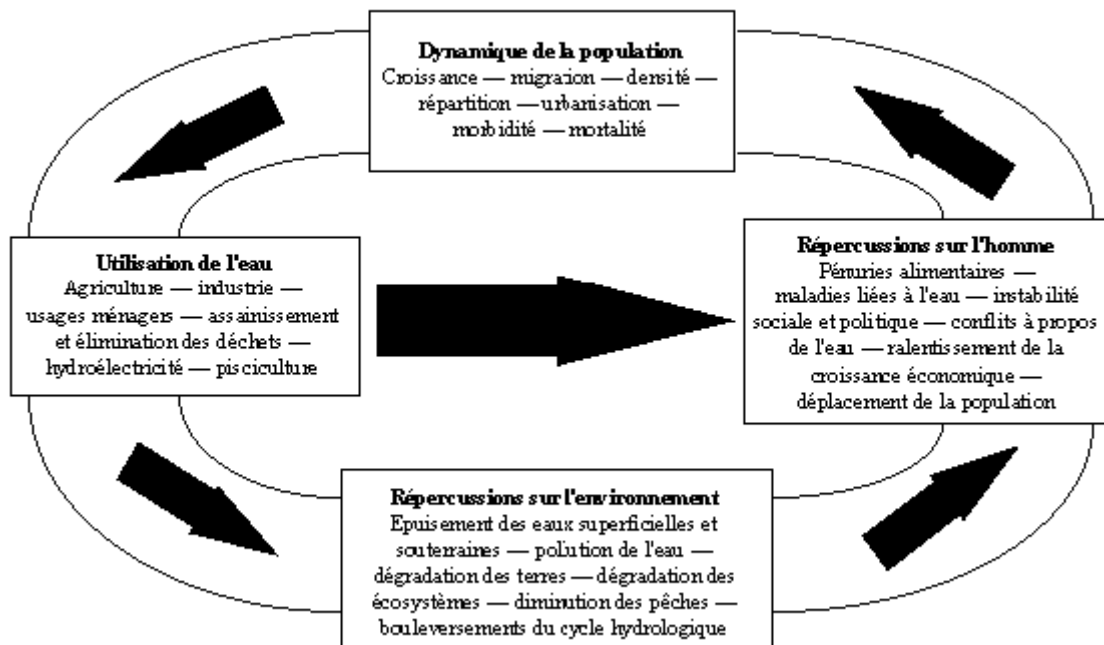 Dynamique de la population
Croissance — migration — densité —
répartition — urbanisation —
morbidité — mortalité
Utilisation de l'eau
Agriculture — industrie —
usages ménagers — assainissement
et élimination des déchets —
hydroélectricité — pisciculture
Répercussions sur l'homme
Pénuries alimentaires —
maladies liées à l'eau — instabilité
sociale et politique — conflits à propos
de l'eau — ralentissement de la
croissance économique —
déplacement de la population
Répercussions sur l'environnement
Epuisement des eaux superficielles et
souterraines — pollution de l'eau —
dégradation des terres — dégradation des
écosystèmes — diminution des pêches —
bouleversements du cycle hydrologique